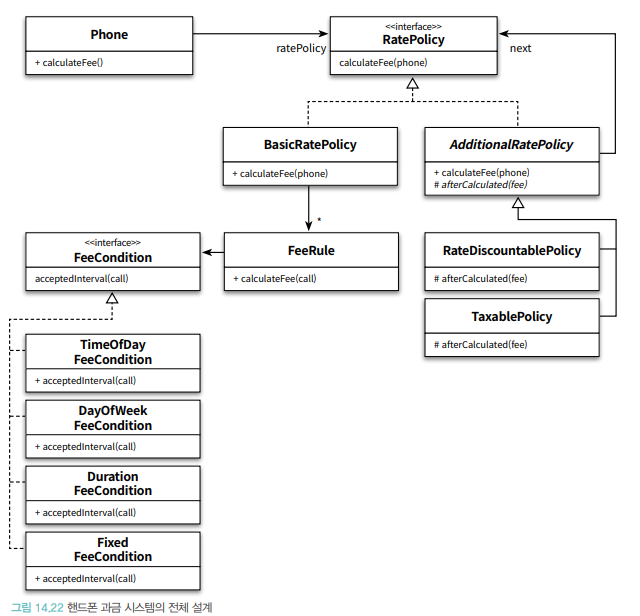 Phone
+ calculateFee()
ratePolicy
<<interface>>
RatePolicy
calculateFee(phone)
next
BasicRatePolicy
+ calculateFee(phone)
AdditionalRatePolicy
+ calculateFee(phone)
# afterCalculated(fee)
*
<<interface>>
FeeCondition
acceptedInterval(call)
FeeRule
+ calculateFee(call)
RateDiscountablePolicy
# afterCalculated(fee)
TaxablePolicy
# afterCalculated(fee)
TimeOfDay
FeeCondition
+ acceptedInterval(call)
DayOfWeek
FeeCondition
+ acceptedInterval(call)
Duration
FeeCondition
+ acceptedInterval(call)
Fixed
FeeCondition
+ acceptedInterval(call)
그림 14.22 핸드폰 과금 시스템의 전체 설계